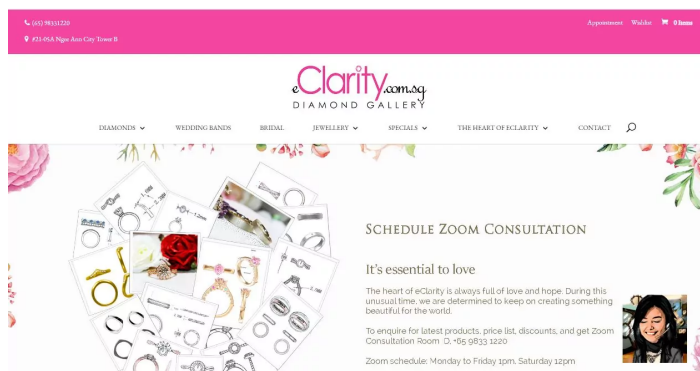 (65) 98331220
Appointment Wishlist 0 Items
#21-05A Ngee Ann City Tower B
eClarity.com.sg
DIAMOND GALLERY
DIAMONDS WEDDING BANDS BRIDAL JEWELLERY SPECIALS THE HEART OF ECLARITY CONTACT
SCHEDULE ZOOM CONSULTATION
It's essential to love
The heart of eClarity is always full of love and hope. During this
unusual time, we are determined to keep on creating something
beautiful for the world.
To enquire for latest products, price list, discounts, and get Zoom
Consultation Room ID, +65 9833 1220
Zoom schedule: Monday to Friday 1pm, Saturday 12pm